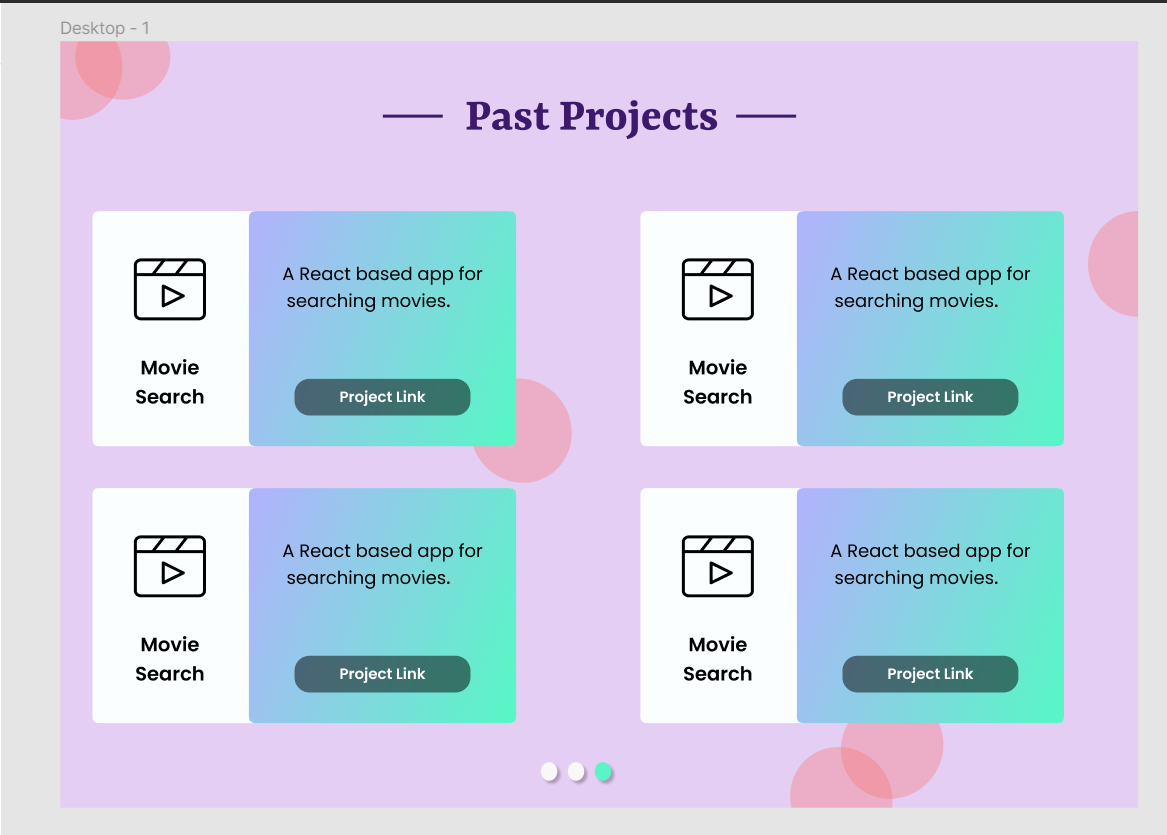 Desktop - 1
Past Projects
A React based app for
searching movies.
Movie
Search
Project Link
A React based app for
searching movies.
Movie
Search
Project Link
A React based app for
searching movies.
Movie
Search
Project Link
A React based app for
searching movies.
Movie
Search
Project Link